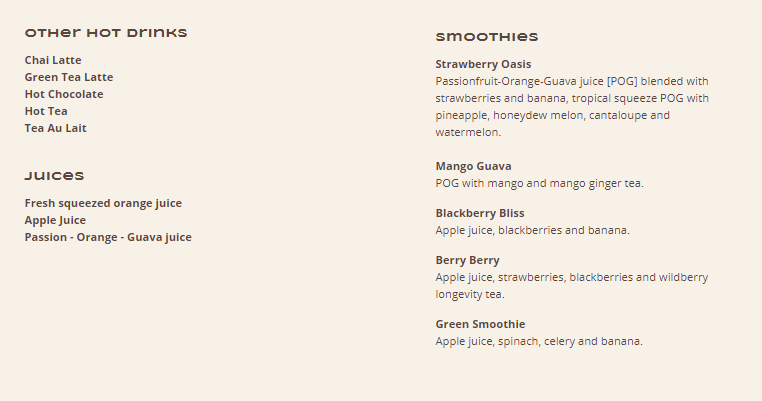 Other Hot Drinks
Chai Latte
Green Tea Latte
Hot Chocolate
Hot Tea
Tea Au Lait
Juices
Fresh squeezed orange juice
Apple Juice
Passion - Orange - Guava juice
Smoothies
Strawberry Oasis
Passionfruit-Orange-Guava juice [POG] blended with
strawberries and banana, tropical squeeze POG with
pineapple, honeydew melon, cantaloupe and
watermelon.
Mango Guava
POG with mango and mango ginger tea.
Blackberry Bliss
Apple juice, blackberries and banana.
Berry Berry
Apple juice, strawberries, blackberries and wildberry
longevity tea.
Green Smoothie
Apple juice, spinach, celery and banana.